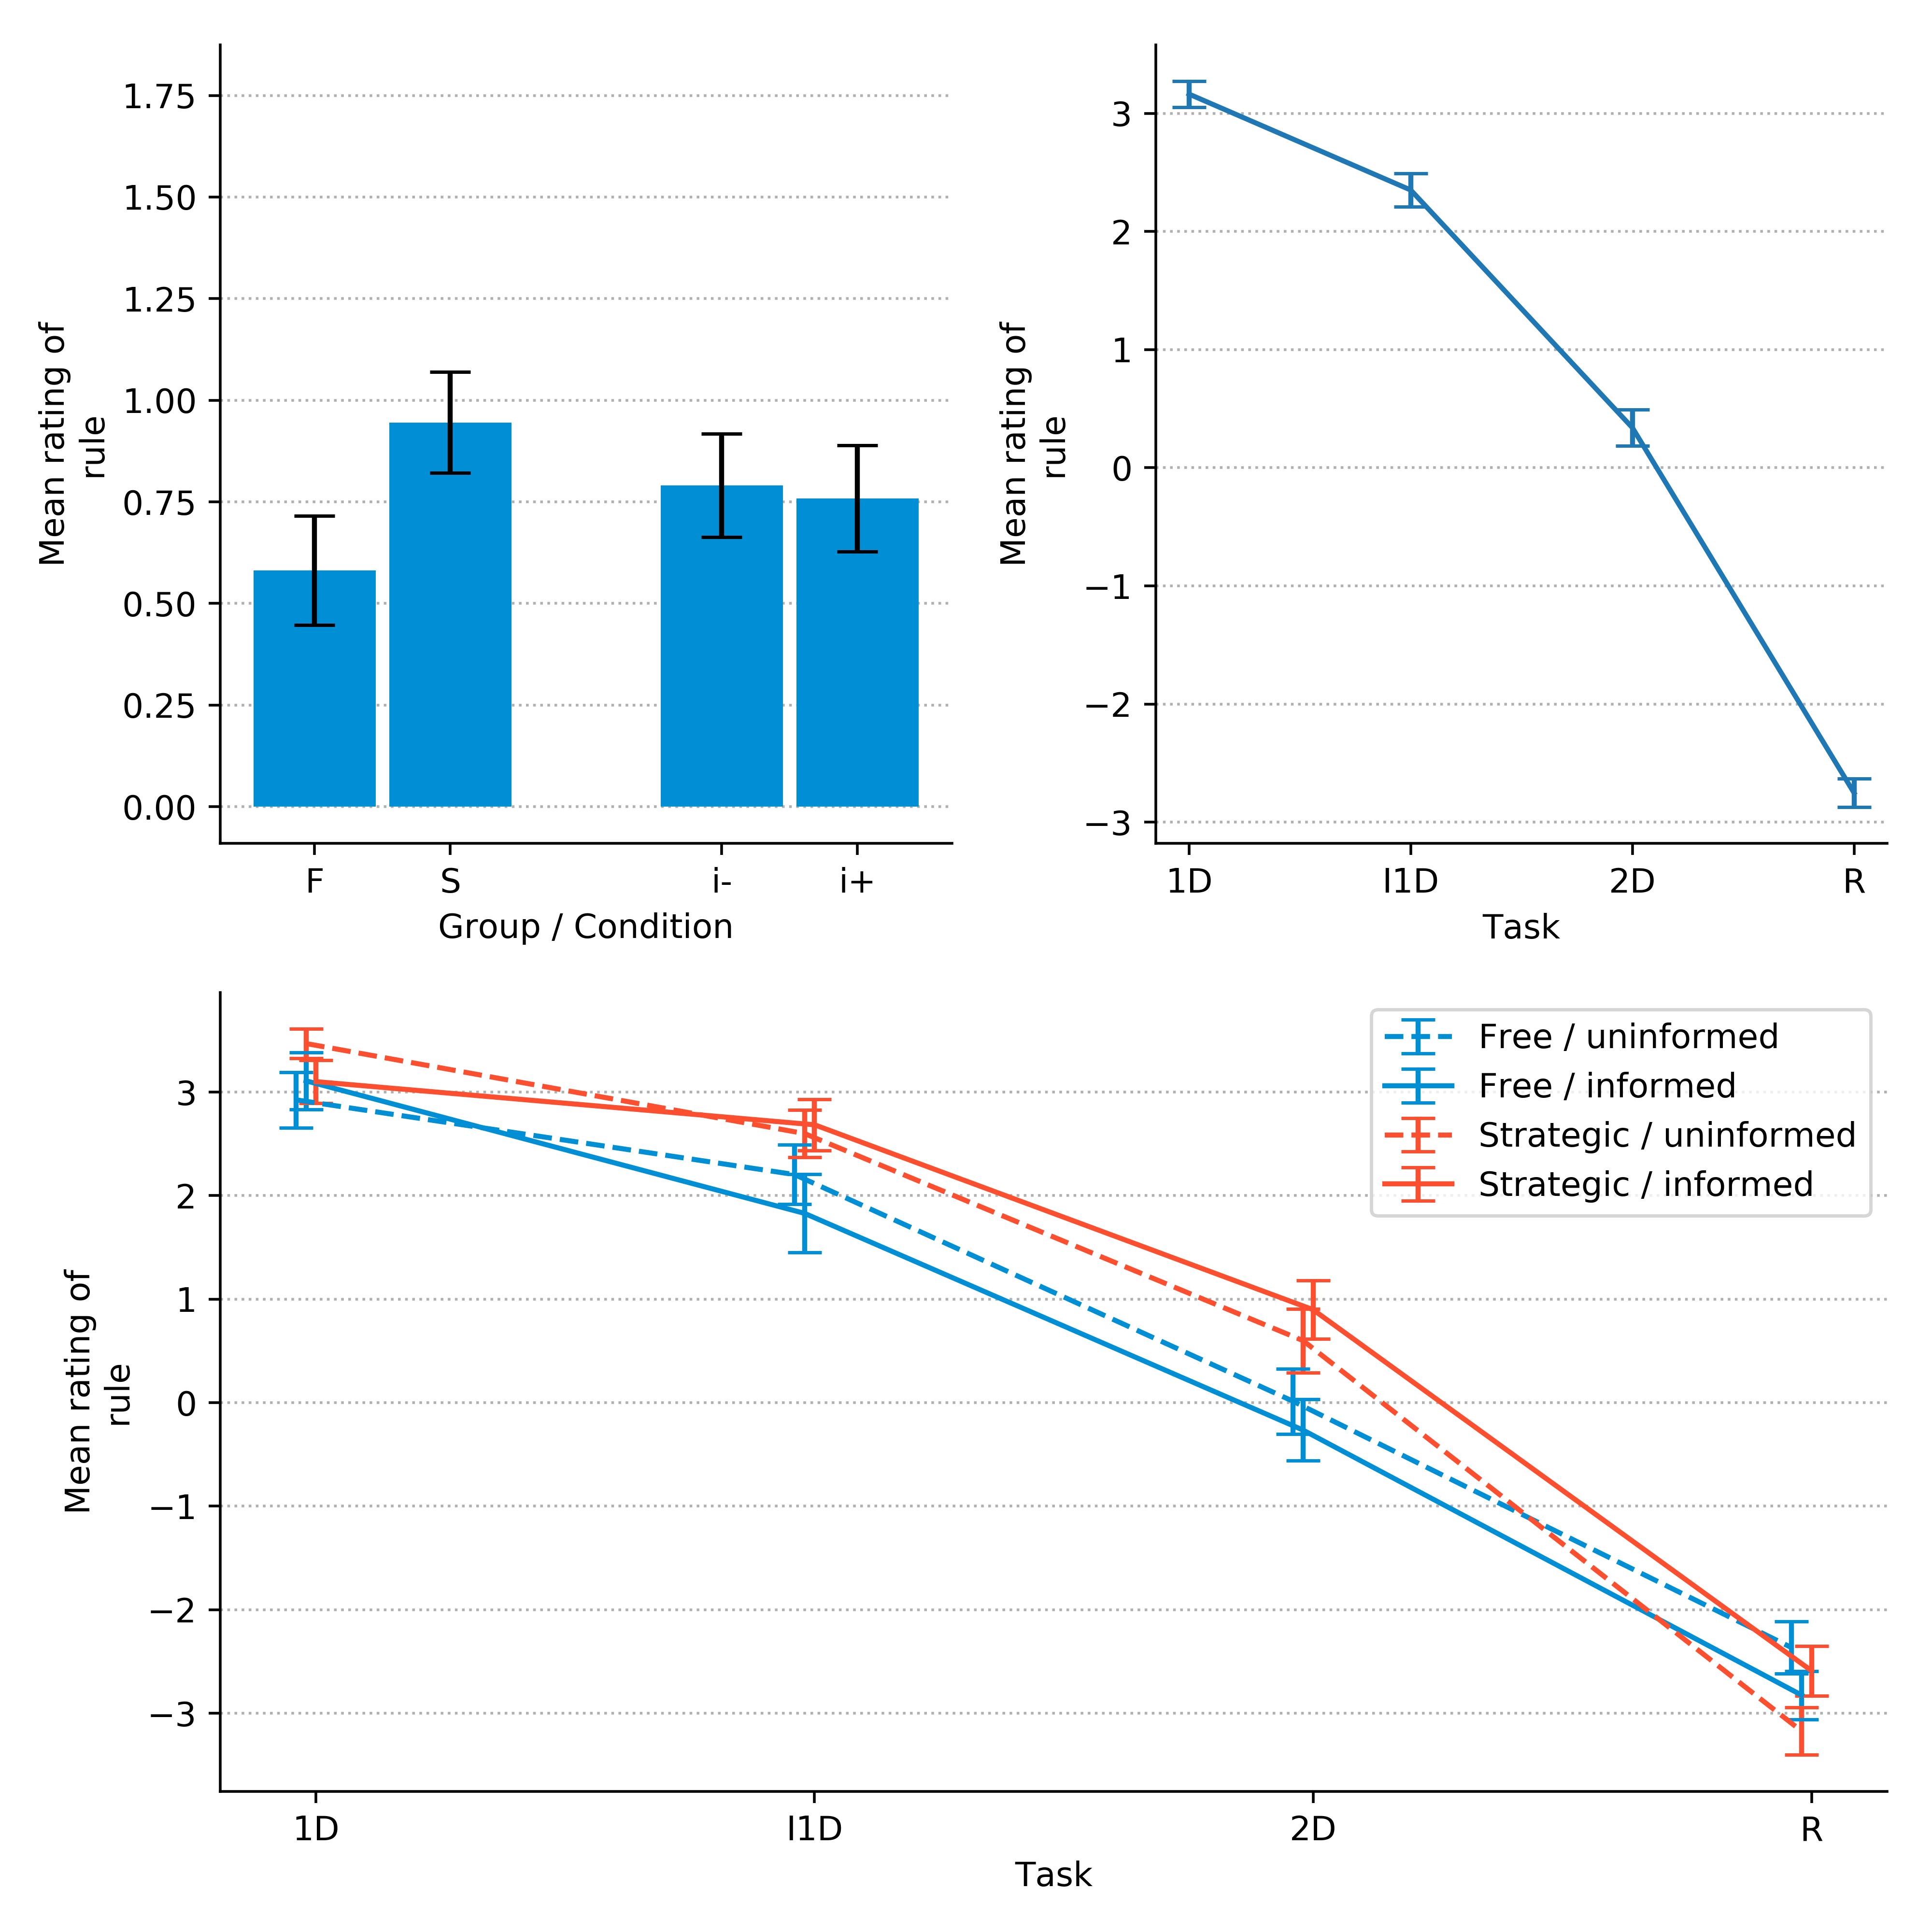 1.75
1.50
1.25
1.00
0.75
0.50
0.25
0.00
Mean rating of
rule
F S i- i+
Group / Condition
3
2
1
0
−1
−2
−3
Mean rating of
rule
1D I1D 2D R
Task
3
2
1
0
−1
−2
−3
Mean rating of
rule
Free / uninformed
Free / informed
Strategic / uninformed
Strategic / informed
1D I1D 2D R
Task